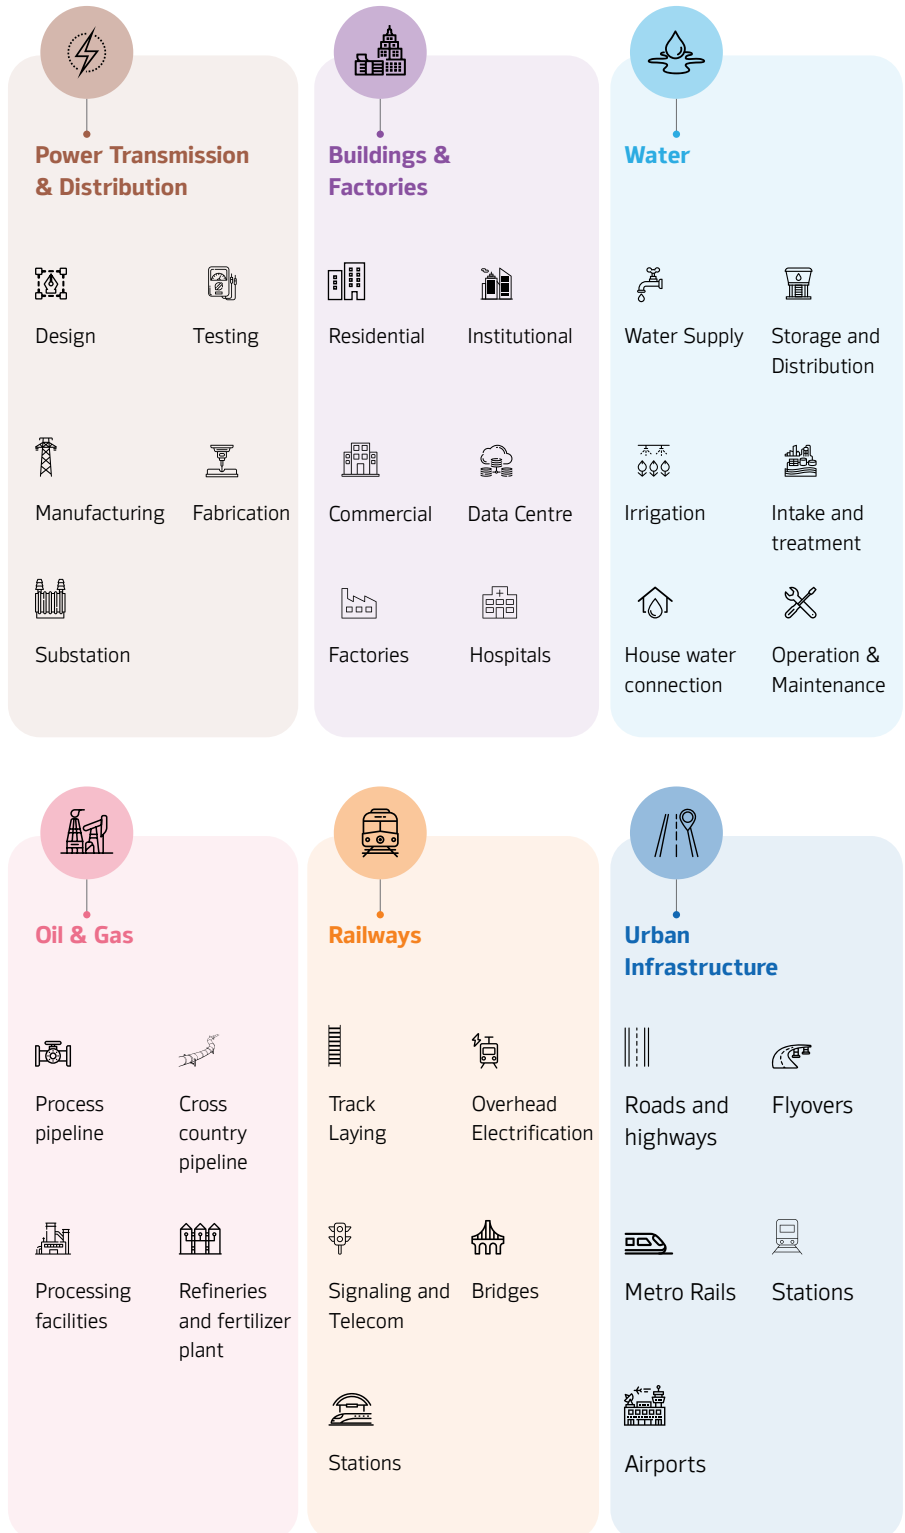 Power Transmission
& Distribution
Design
Testing
Manufacturing
Fabrication
Substation
Buildings &
Factories
Residential
Institutional
Commercial
Data Centre
Factories
Hospitals
Water
Water Supply
Storage and
Distribution
Irrigation
Intake and
treatment
House water
connection
Operation &
Maintenance
Oil & Gas
Process
pipeline
Cross
country
pipeline
Processing
facilities
Refineries
and fertilizer
plant
Railways
Track
Laying
Overhead
Electrification
Signaling and
Telecom
Bridges
Stations
Urban
Infrastructure
Roads and
highways
Flyovers
Metro Rails
Stations
Airports